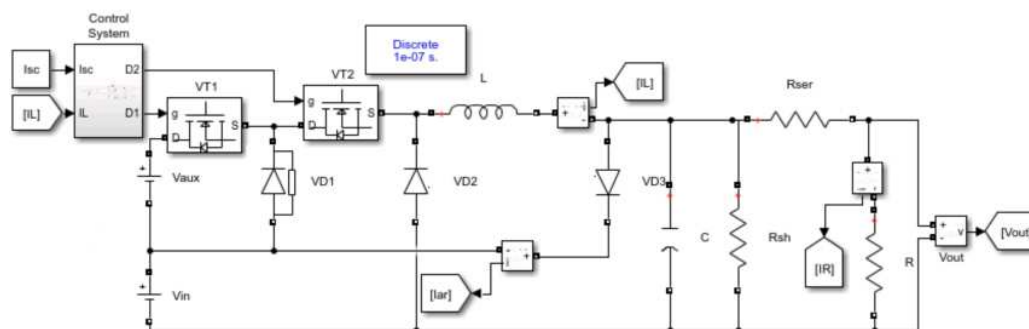 Control
System
Discrete
1e-07 s.
Isc
Isc
D2
[IL]
IL
D1
VT1
g
D
S
VT2
g
D
S
L
+
i
-
[IL]
Rser
Vaux
+
VD1
VD2
VD3
C
Rsh
+
-
v
Vout
[Vout]
[IR]
R
-
+
i
[Iar]
Vin
+